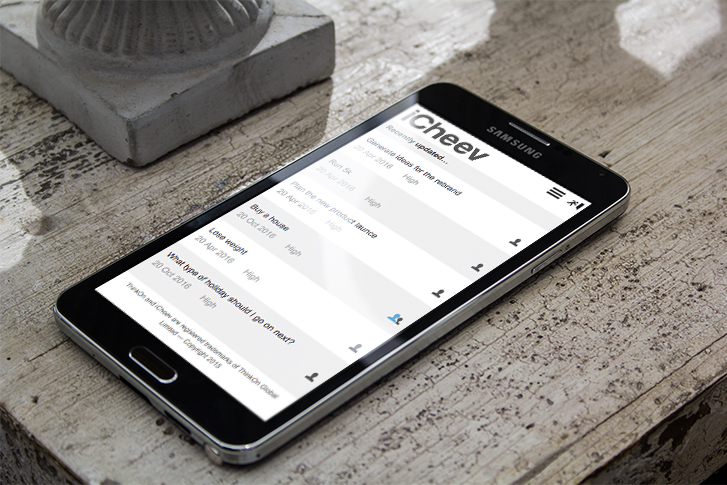 SAMSUNG
iCheev
Recently updated...
Generate ideas for the rebrand
20 Apr 2016 High
Run 5k
20 Apr 2016 High
Plan the new product launce
20 Apr 2016 High
Buy a house
20 Oct 2016 High
Lose weight
20 Apr 2016 High
What type of holiday should I go on next?
20 Oct 2016 High
ThinkOn and iCheev are registered trademarks of ThinkOn Global
Limited — Copyright 2015